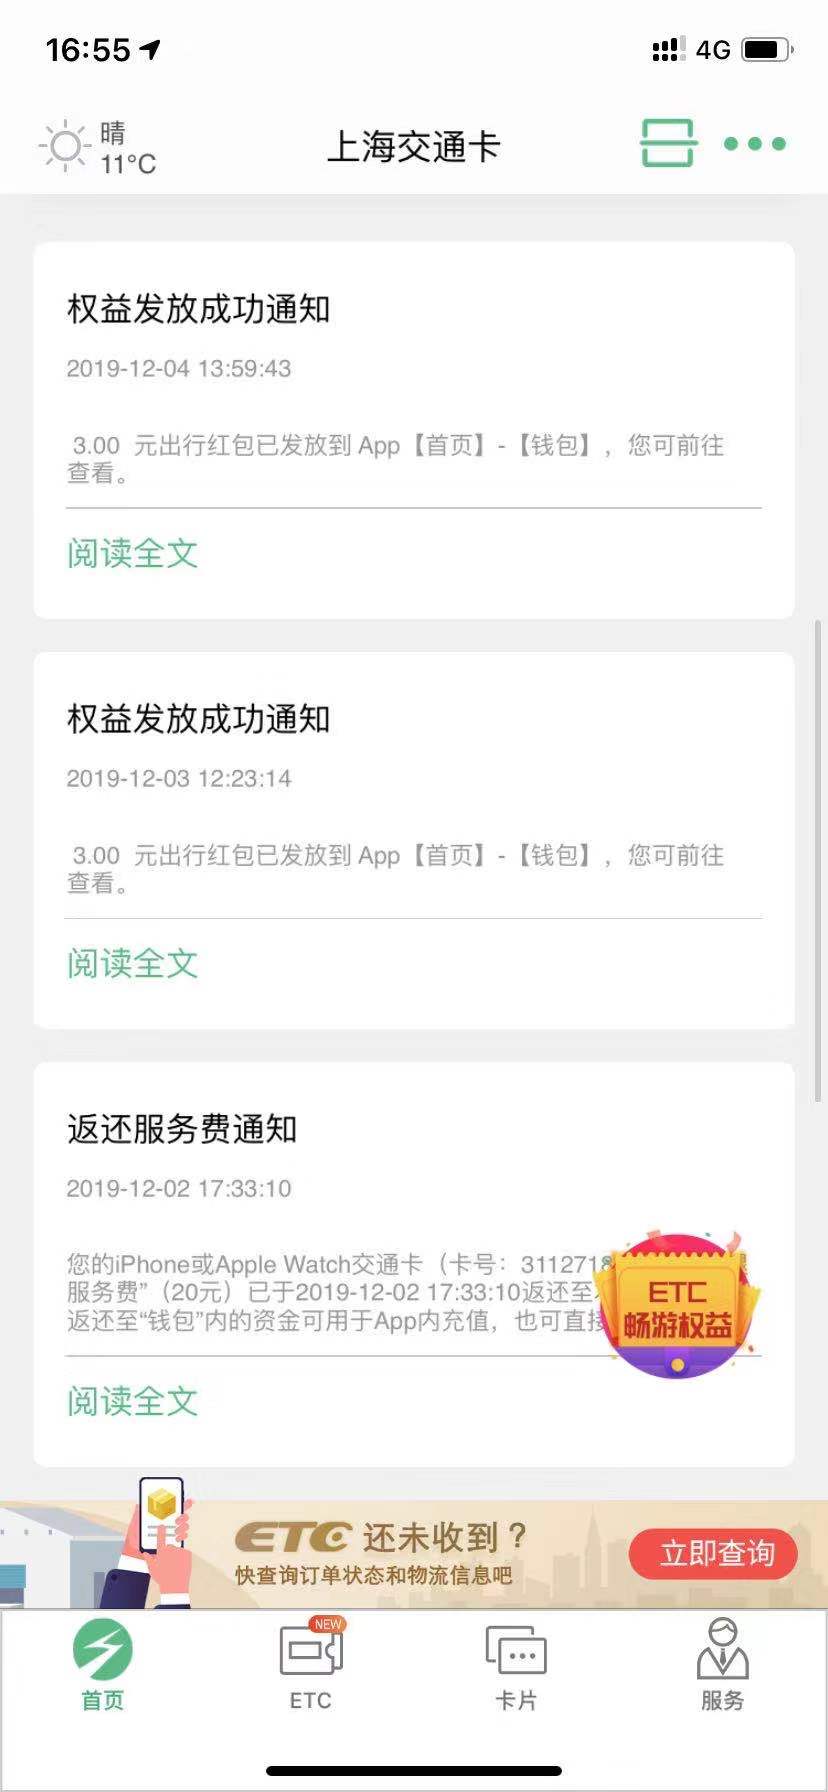 16:55
4G
晴
11°C
上海交通卡
权益发放成功通知
2019-12-04 13:59:43
3.00 元出行红包已发放到 App【首页】-【钱包】，您可前往
查看。
阅读全文
权益发放成功通知
2019-12-03 12:23:14
3.00 元出行红包已发放到 App【首页】-【钱包】，您可前往
查看。
阅读全文
返还服务费通知
2019-12-02 17:33:10
您的iPhone或Apple Watch交通卡（卡号：311271
服务费”（20元）已于2019-12-02 17:33:10返还至
返还至“钱包”内的资金可用于App内充值，也可直接
ETC
畅游权益
阅读全文
ETC 还未收到？
快查询订单状态和物流信息吧
立即查询
NEW
首页
ETC
卡片
服务